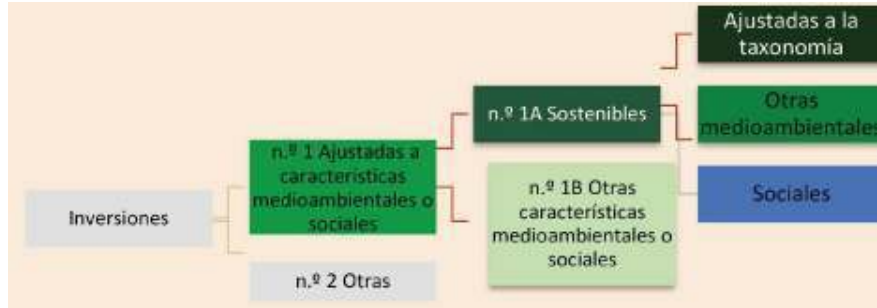 Inversiones
n.º 1 Ajustadas a
características
medioambientales o
sociales
n.º 2 Otras
n.º 1A Sostenibles
n.º 1B Otras
características
medioambientales o
sociales
Ajustadas a la
taxonomía
Otras
medioambientales
Sociales